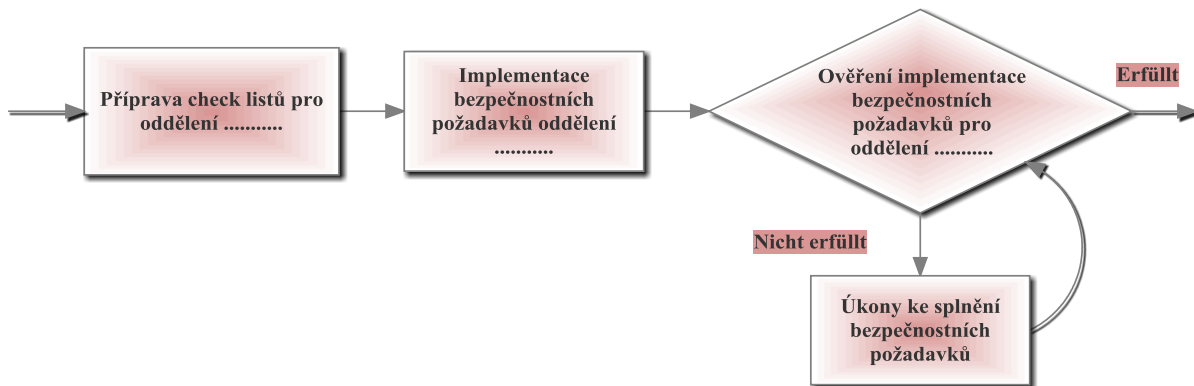 Příprava check listů pro
oddělení ...........
Implementace
bezpečnostních
požadavků oddělení
...........
Ověření implementace
bezpečnostních
požadavků pro
oddělení ...........
Erfüllt
Nicht erfüllt
Úkony ke splnění
bezpečnostních
požadavků